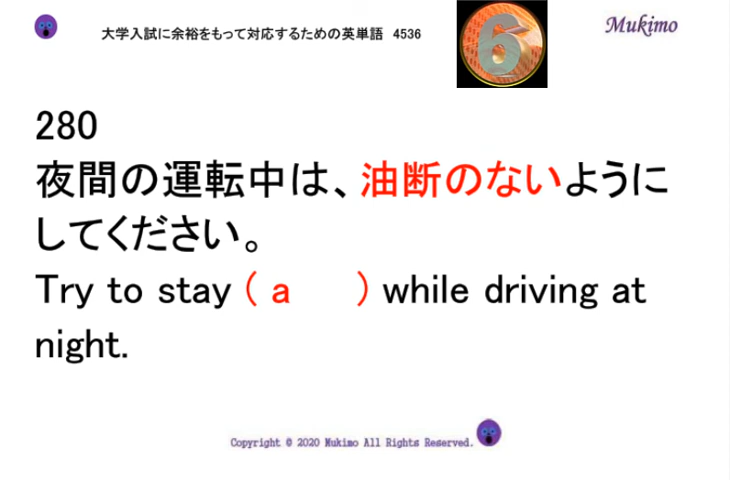 大学入試に余裕をもって対応するための英単語 4536
6
Mukimo
280
夜間の運転中は、油断のないように
してください。
Try to stay ( a ) while driving at
night.
Copyright © 2020 Mukimo All Rights Reserved.